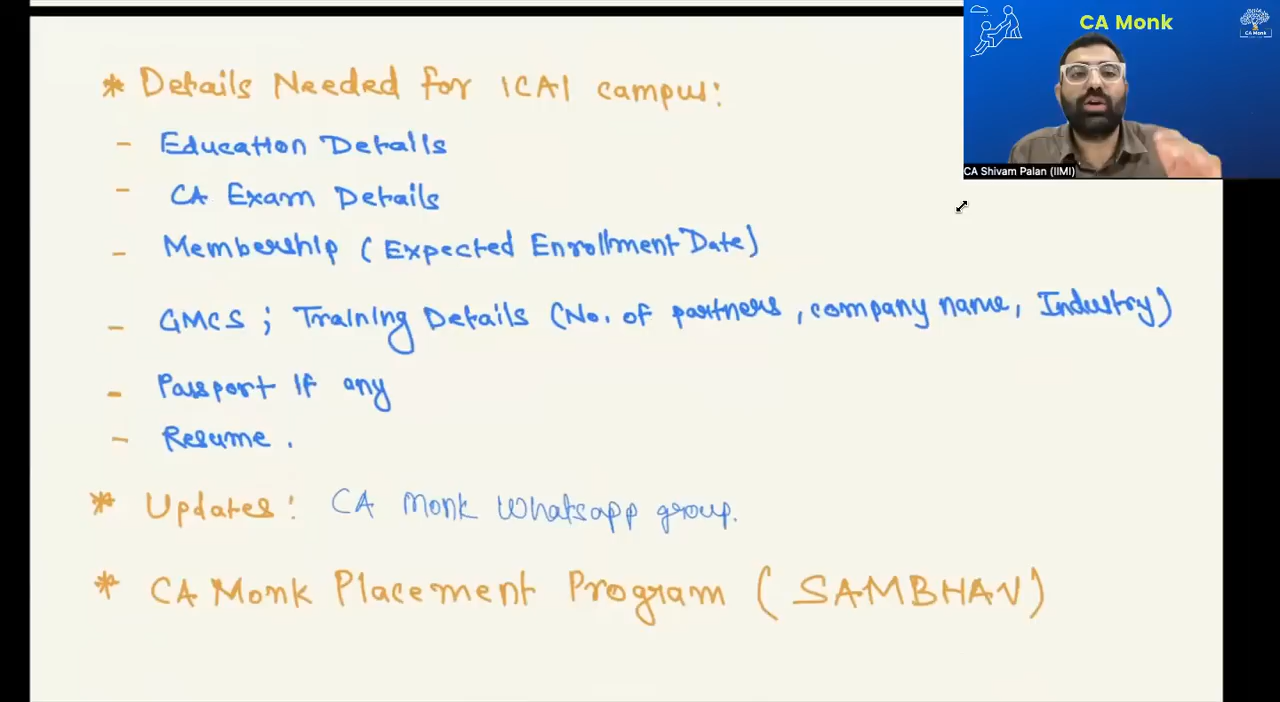 CA Monk
CA Monk
CA Shivam Palan (IIMI)
* Details Needed for ICAI campus:
- Education Details
- CA Exam Details
- Membership (Expected Enrollment Date)
- GMCS ; Training Details (No. of partners, company name, Industry)
- Passport If any
- Resume.
* Updates: CA Monk Whatsapp group.
* CA Monk Placement Program (SAMBHAV)